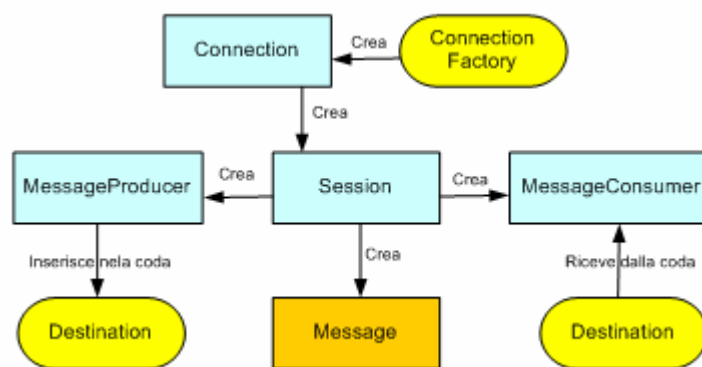 Connection
Crea
Connection
Factory
Crea
MessageProducer
Crea
Session
Crea
MessageConsumer
Inserisce nela coda
Crea
Riceve dalla coda
Destination
Message
Destination